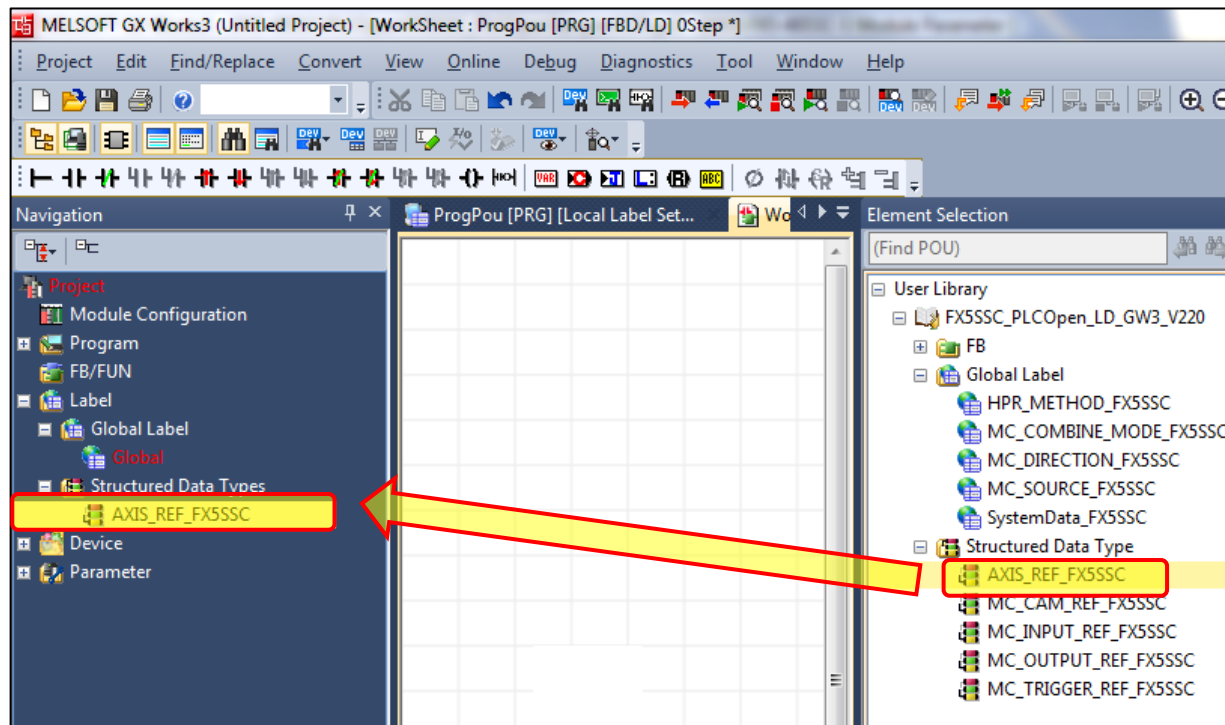 MELSOFT GX Works3 (Untitled Project) - [WorkSheet : ProgPou [PRG] [FBD/LD] 0Step *]
Project Edit Find/Replace Convert View Online Debug Diagnostics Tool Window Help
Navigation
ProgPou [PRG] [Local Label Set...
Wo
Project
Module Configuration
Program
FB/FUN
Label
Global Label
Global
Structured Data Types
AXIS_REF_FX5SSC
Device
Parameter
Element Selection
(Find POU)
User Library
FX5SSC_PLCOpen_LD_GW3_V220
FB
Global Label
HPR_METHOD_FX5SSC
MC_COMBINE_MODE_FX5SSC
MC_DIRECTION_FX5SSC
MC_SOURCE_FX5SSC
SystemData_FX5SSC
Structured Data Type
AXIS_REF_FX5SSC
MC_CAM_REF_FX5SSC
MC_INPUT_REF_FX5SSC
MC_OUTPUT_REF_FX5SSC
MC_TRIGGER_REF_FX5SSC